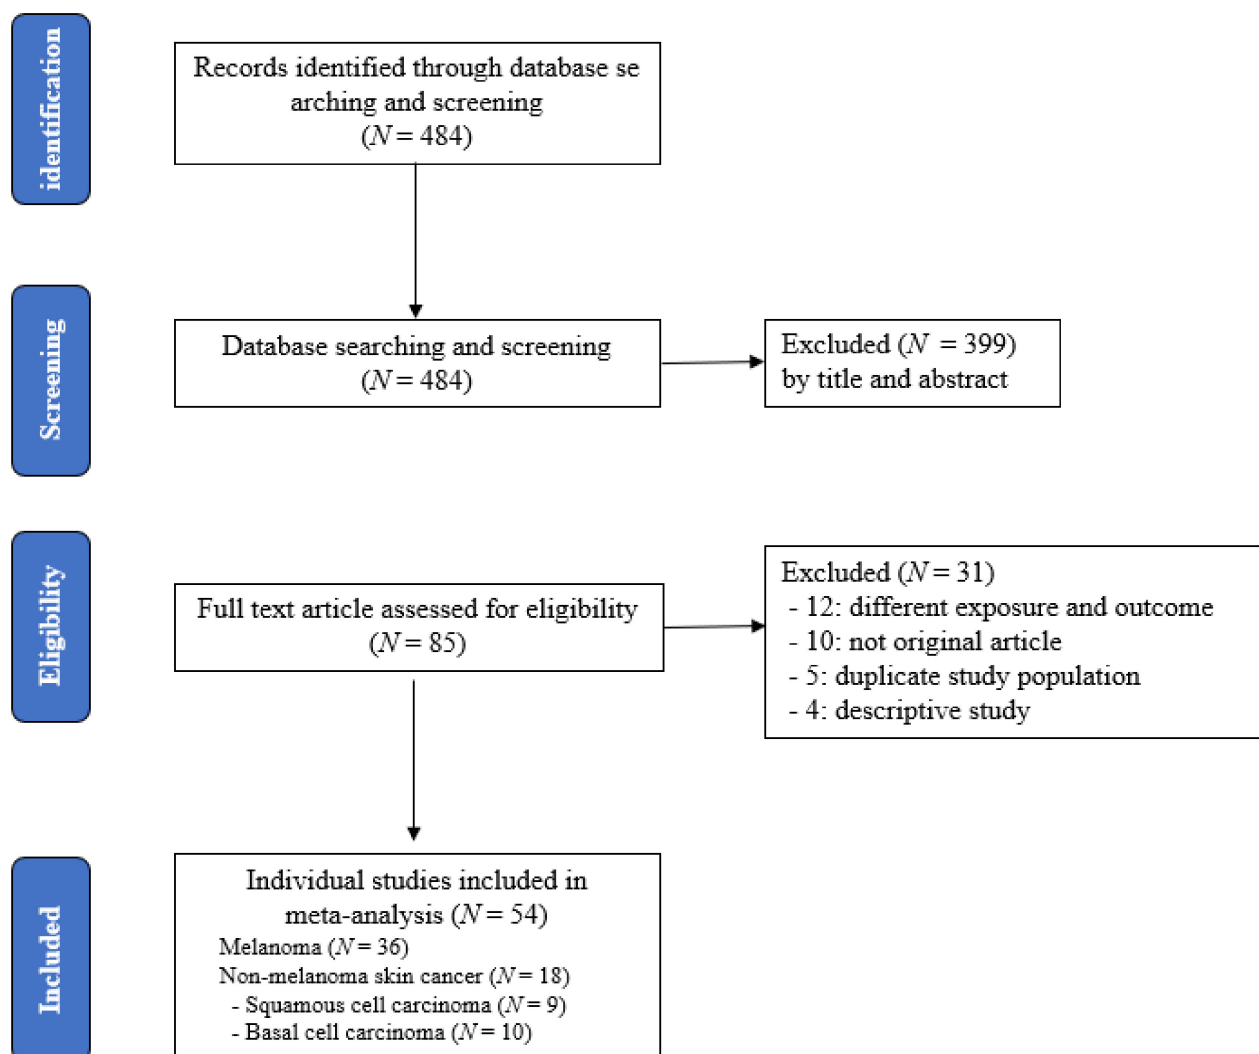 identification
Records identified through database se
arching and screening
(N = 484)
Screening
Database searching and screening
(N = 484)
Excluded (N = 399)
by title and abstract
Eligibility
Full text article assessed for eligibility
(N = 85)
Excluded (N = 31)
- 12: different exposure and outcome
- 10: not original article
- 5: duplicate study population
- 4: descriptive study
Included
Individual studies included in
meta-analysis (N = 54)
Melanoma (N = 36)
Non-melanoma skin cancer (N = 18)
- Squamous cell carcinoma (N = 9)
- Basal cell carcinoma (N = 10)